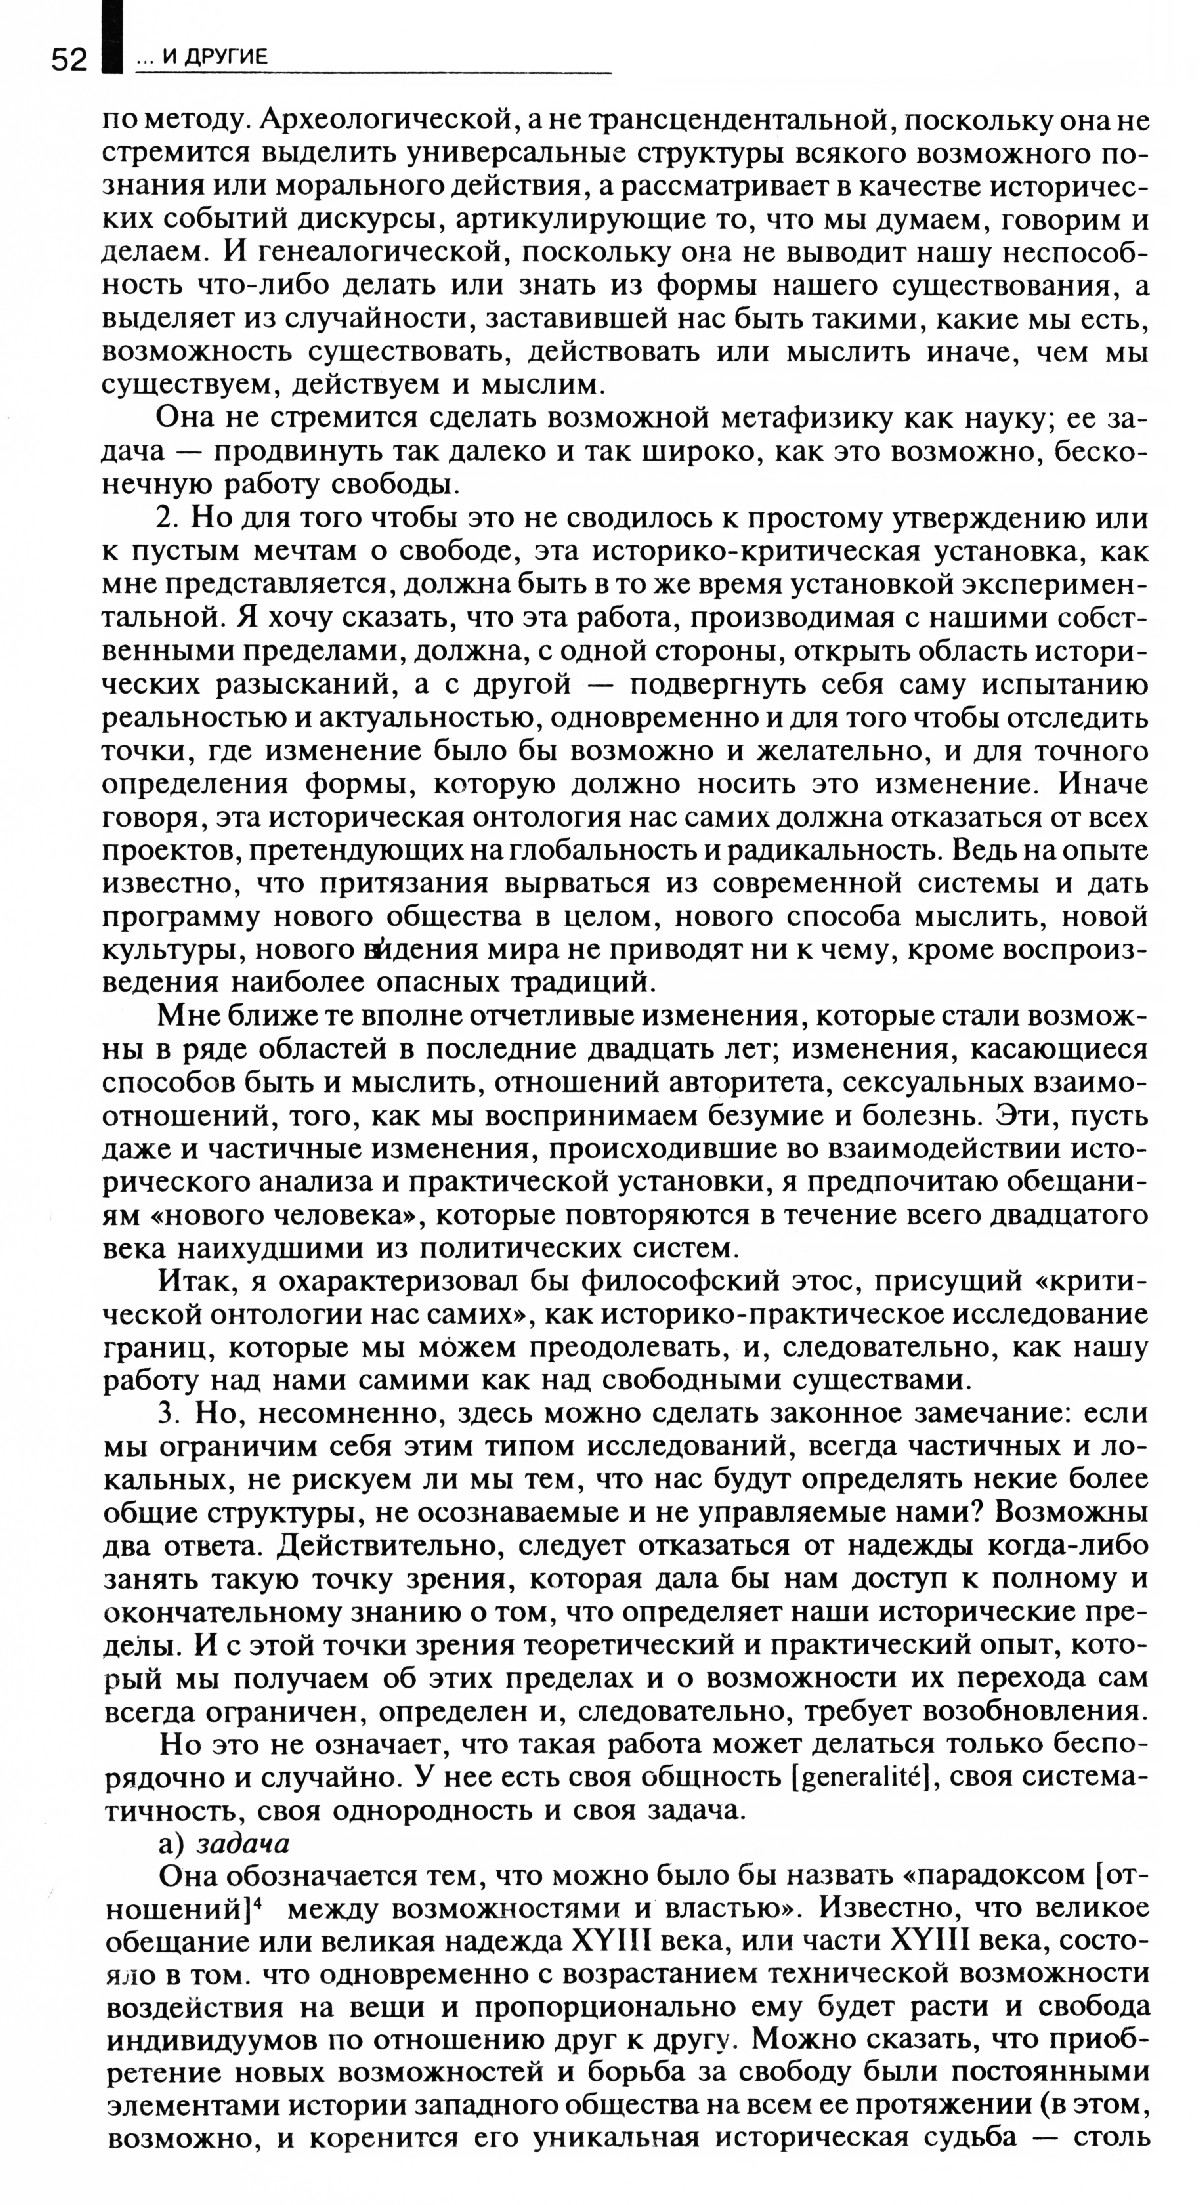 52 ... И ДРУГИЕ
по методу. Археологической, а не трансцендентальной, поскольку она не
стремится выделить универсальные структуры всякого возможного по-
знания или морального действия, а рассматривает в качестве историчес-
ких событий дискурсы, артикулирующие то, что мы думаем, говорим и
делаем. И генеалогической, поскольку она не выводит нашу неспособ-
ность что-либо делать или знать из формы нашего существования, а
выделяет из случайности, заставившей нас быть такими, какие мы есть,
возможность существовать, действовать или мыслить иначе, чем мы
существуем, действуем и мыслим.
Она не стремится сделать возможной метафизику как науку; ее за-
дача — продвинуть так далеко и так широко, как это возможно, беско-
нечную работу свободы.
2. Но для того чтобы это не сводилось к простому утверждению или
к пустым мечтам о свободе, эта историко-критическая установка, как
мне представляется, должна быть в то же время установкой эксперимен-
тальной. Я хочу сказать, что эта работа, производимая с нашими собст-
венными пределами, должна, с одной стороны, открыть область истори-
ческих разысканий, а с другой — подвергнуть себя саму испытанию
реальностью и актуальностью, одновременно и для того чтобы отследить
точки, где изменение было бы возможно и желательно, и для точного
определения формы, которую должно носить это изменение. Иначе
говоря, эта историческая онтология нас самих должна отказаться от всех
проектов, претендующих на глобальность и радикальность. Ведь на опыте
известно, что притязания вырваться из современной системы и дать
программу нового общества в целом, нового способа мыслить, новой
культуры, нового ви́дения мира не приводят ни к чему, кроме воспроиз-
ведения наиболее опасных традиций.
Мне ближе те вполне отчетливые изменения, которые стали возмож-
ны в ряде областей в последние двадцать лет; изменения, касающиеся
способов быть и мыслить, отношений авторитета, сексуальных взаимо-
отношений, того, как мы воспринимаем безумие и болезнь. Эти, пусть
даже и частичные изменения, происходившие во взаимодействии исто-
рического анализа и практической установки, я предпочитаю обещани-
ям «нового человека», которые повторяются в течение всего двадцатого
века наихудшими из политических систем.
Итак, я охарактеризовал бы философский этос, присущий «крити-
ческой онтологии нас самих», как историко-практическое исследование
границ, которые мы можем преодолевать, и, следовательно, как нашу
работу над нами самими как над свободными существами.
3. Но, несомненно, здесь можно сделать законное замечание: если
мы ограничим себя этим типом исследований, всегда частичных и ло-
кальных, не рискуем ли мы тем, что нас будут определять некие более
общие структуры, не осознаваемые и не управляемые нами? Возможны
два ответа. Действительно, следует отказаться от надежды когда-либо
занять такую точку зрения, которая дала бы нам доступ к полному и
окончательному знанию о том, что определяет наши исторические пре-
делы. И с этой точки зрения теоретический и практический опыт, кото-
рый мы получаем об этих пределах и о возможности их перехода сам
всегда ограничен, определен и, следовательно, требует возобновления.
Но это не означает, что такая работа может делаться только беспо-
рядочно и случайно. У нее есть своя общность [generalité], своя система-
тичность, своя однородность и своя задача.
а) задача
Она обозначается тем, что можно было бы назвать «парадоксом [от-
ношений]⁴ между возможностями и властью». Известно, что великое
обещание или великая надежда XYIII века, или части XYIII века, состо-
яло в том. что одновременно с возрастанием технической возможности
воздействия на вещи и пропорционально ему будет расти и свобода
индивидуумов по отношению друг к другу. Можно сказать, что приоб-
ретение новых возможностей и борьба за свободу были постоянными
элементами истории западного общества на всем ее протяжении (в этом,
возможно, и коренится его уникальная историческая судьба — столь